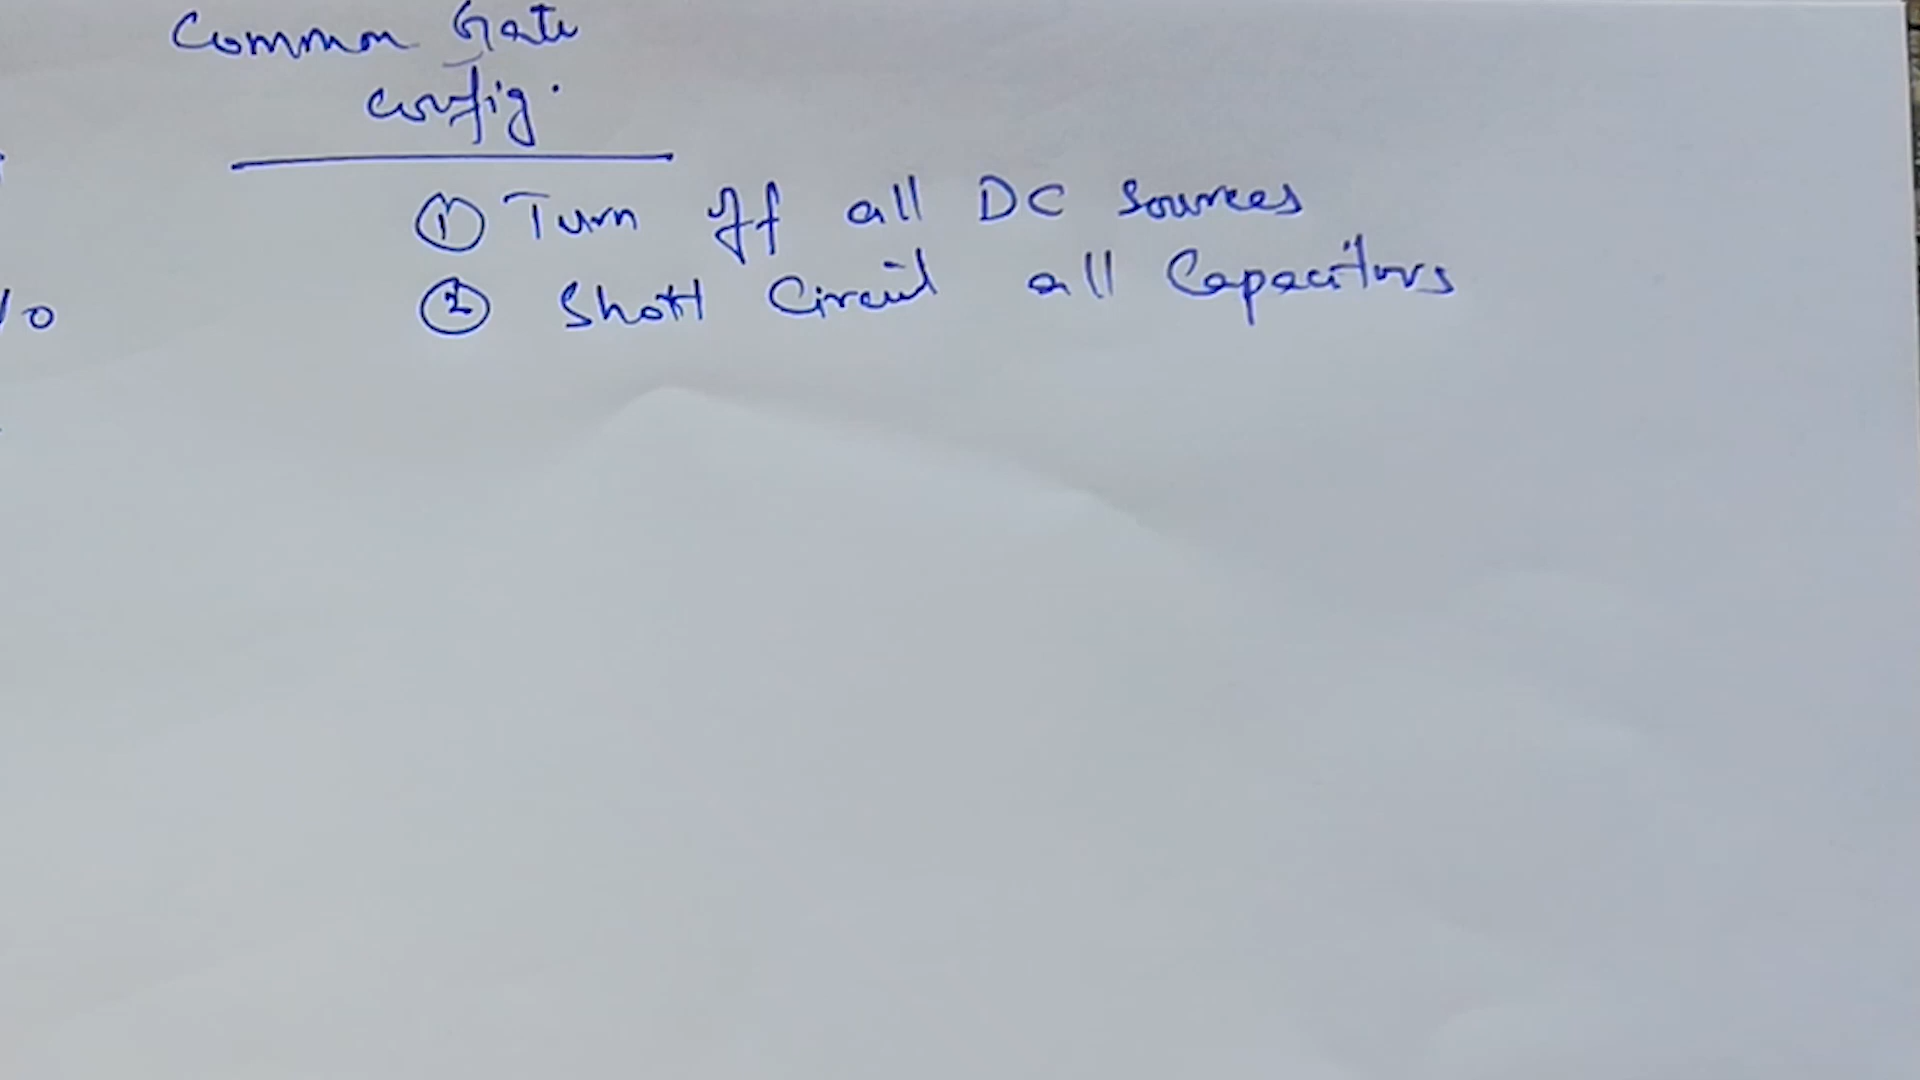 Common Gate
config.
① Turn off all DC sources
② Short Circuit all Capacitors